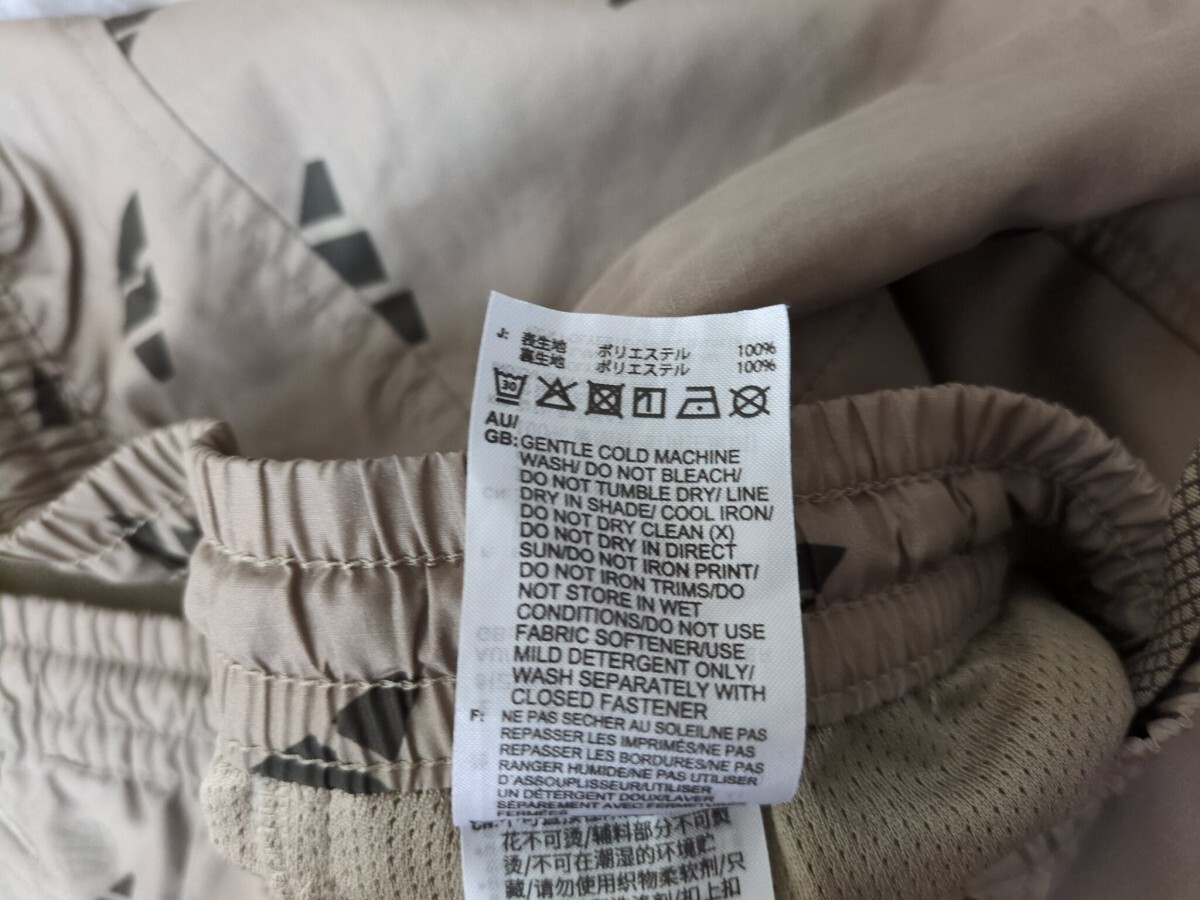 J: 表生地 ポリエステル 100%
裏生地 ポリエステル 100%
30
AU/
GB: GENTLE COLD MACHINE
WASH/ DO NOT BLEACH/
DO NOT TUMBLE DRY/ LINE
DRY IN SHADE/ COOL IRON/
DO NOT DRY CLEAN (X)
DO NOT DRY IN DIRECT
SUN/DO NOT IRON PRINT/
DO NOT IRON TRIMS/DO
NOT STORE IN WET
CONDITIONS/DO NOT USE
FABRIC SOFTENER/USE
MILD DETERGENT ONLY/
WASH SEPARATELY WITH
CLOSED FASTENER
F: NE PAS SECHER AU SOLEIL/NE PAS
REPASSER LES IMPRIMÉS/NE PAS
REPASSER LES BORDURES/NE PAS
RANGER HUMIDE/NE PAS UTILISER
D'ASSOUPLISSEUR/UTILISER
UN DÉTERGENT DOUX/LAVER
SÉPAREMENT AVEC FERMETURE
FERMÉES
CN:
花不可烫/辅料部分不可熨
烫/不可在潮湿的环境贮
藏/请勿使用织物柔软剂/只